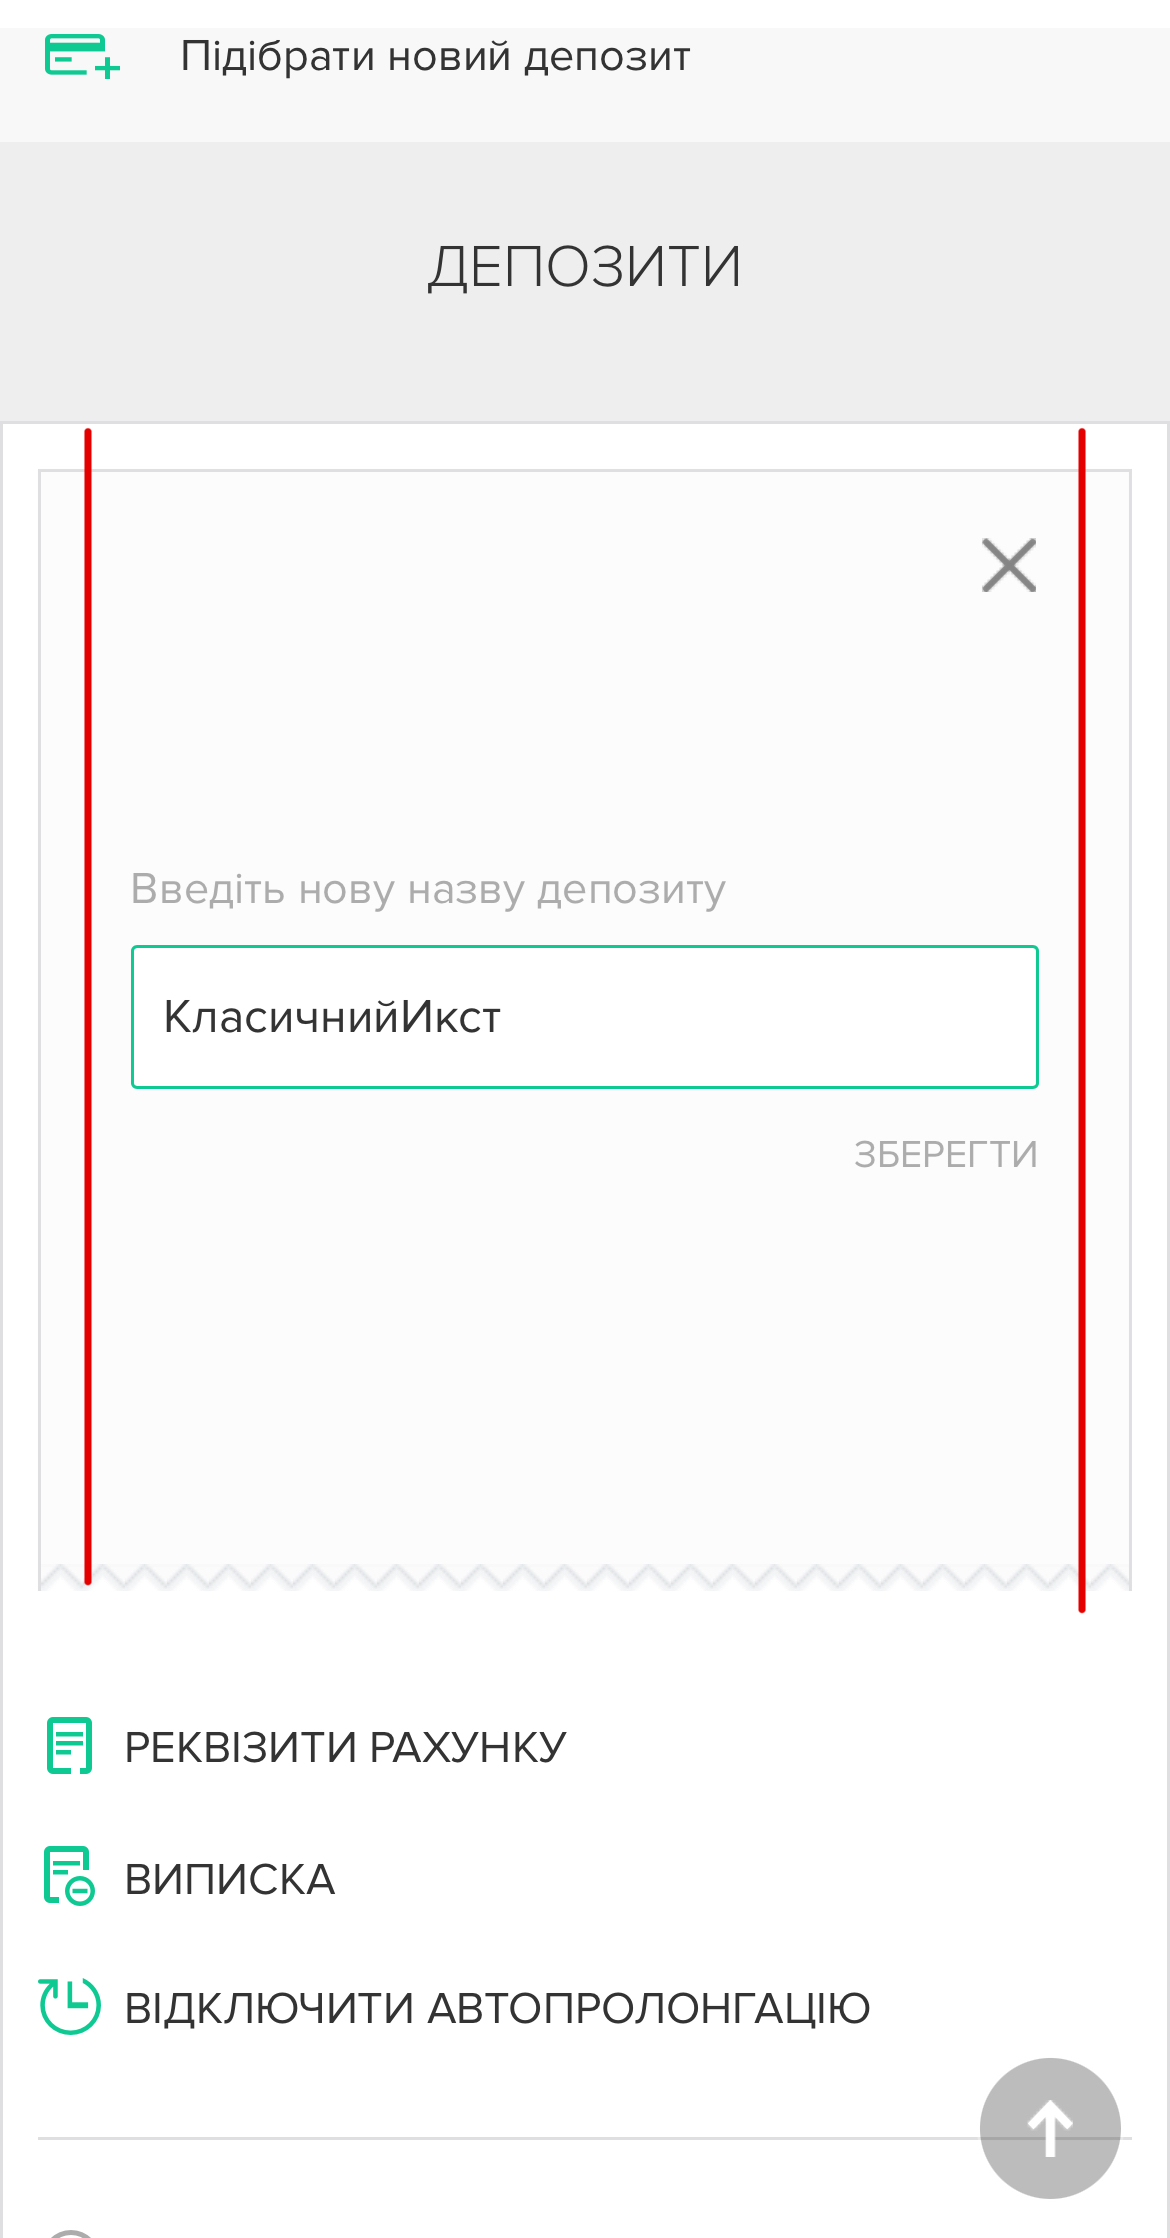 Підібрати новий депозит
ДЕПОЗИТИ
Введіть нову назву депозиту
КласичнийИкст
ЗБЕРЕГТИ
РЕКВІЗИТИ РАХУНКУ
ВИПИСКА
ВІДКЛЮЧИТИ АВТОПРОЛОНГАЦІЮ